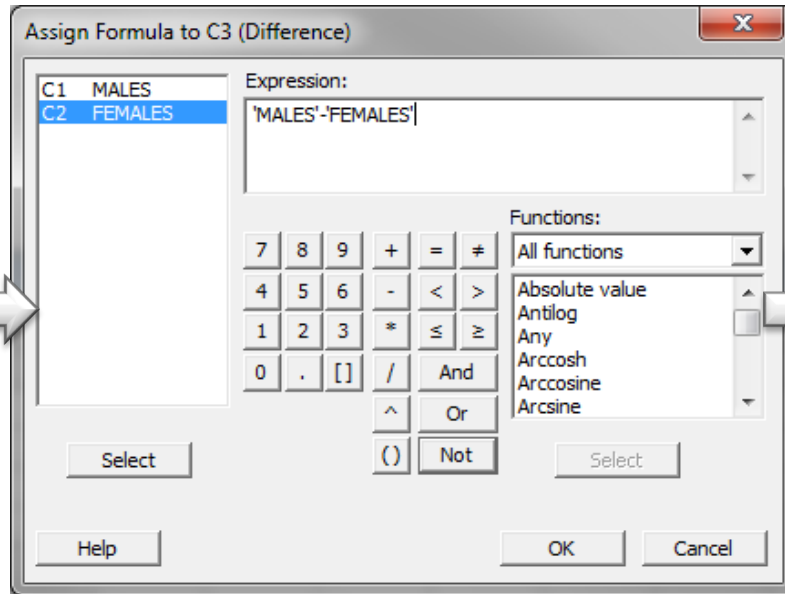 Assign Formula to C3 (Difference)
X
C1 MALES
C2 FEMALES
Expression:
'MALES'-'FEMALES'
Functions:
All functions
7 8 9 + = ≠
4 5 6 - < >
1 2 3 * ≤ ≥
0 . [] / And
^ Or
() Not
Absolute value
Antilog
Any
Arccosh
Arccosine
Arcsine
Select
Select
Help
OK
Cancel